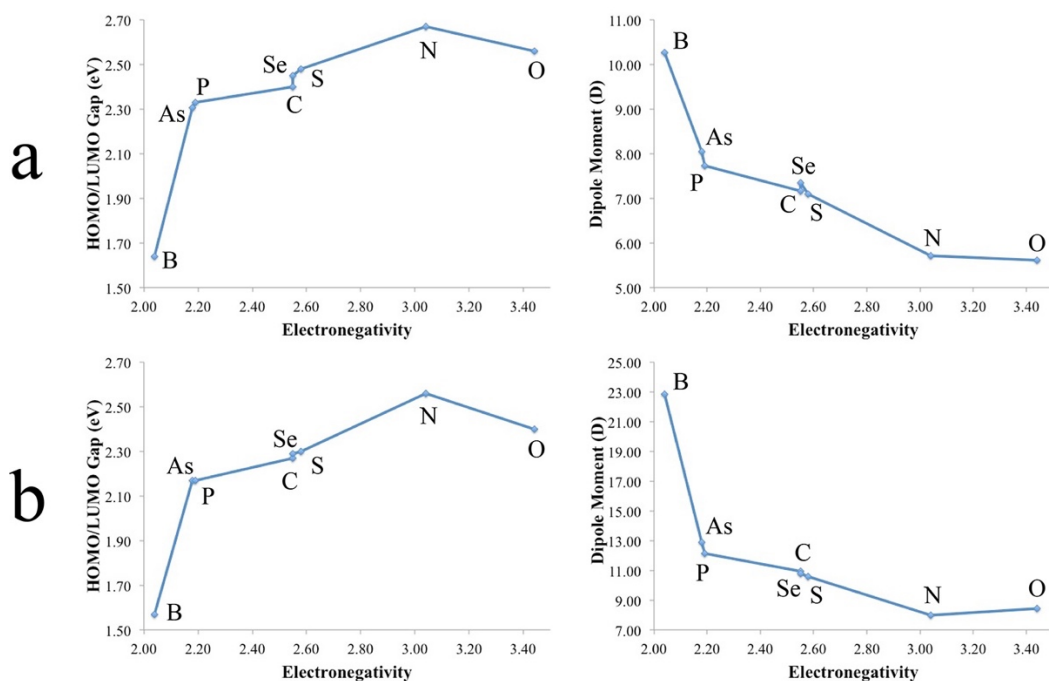 a
HOMO/LUMO Gap (eV)
2.70
2.50
2.30
2.10
1.90
1.70
1.50
B
As
P
Se
C
S
N
O
2.00 2.20 2.40 2.60 2.80 3.00 3.20 3.40
Electronegativity
Dipole Moment (D)
11.00
10.00
9.00
8.00
7.00
6.00
5.00
B
As
P
Se
C
S
N
O
2.00 2.20 2.40 2.60 2.80 3.00 3.20 3.40
Electronegativity
b
HOMO/LUMO Gap (eV)
2.70
2.50
2.30
2.10
1.90
1.70
1.50
B
As
P
Se
C
S
N
O
2.00 2.20 2.40 2.60 2.80 3.00 3.20 3.40
Electronegativity
Dipole Moment (D)
25.00
23.00
21.00
19.00
17.00
15.00
13.00
11.00
9.00
7.00
B
As
P
C
Se
S
N
O
2.00 2.20 2.40 2.60 2.80 3.00 3.20 3.40
Electronegativity